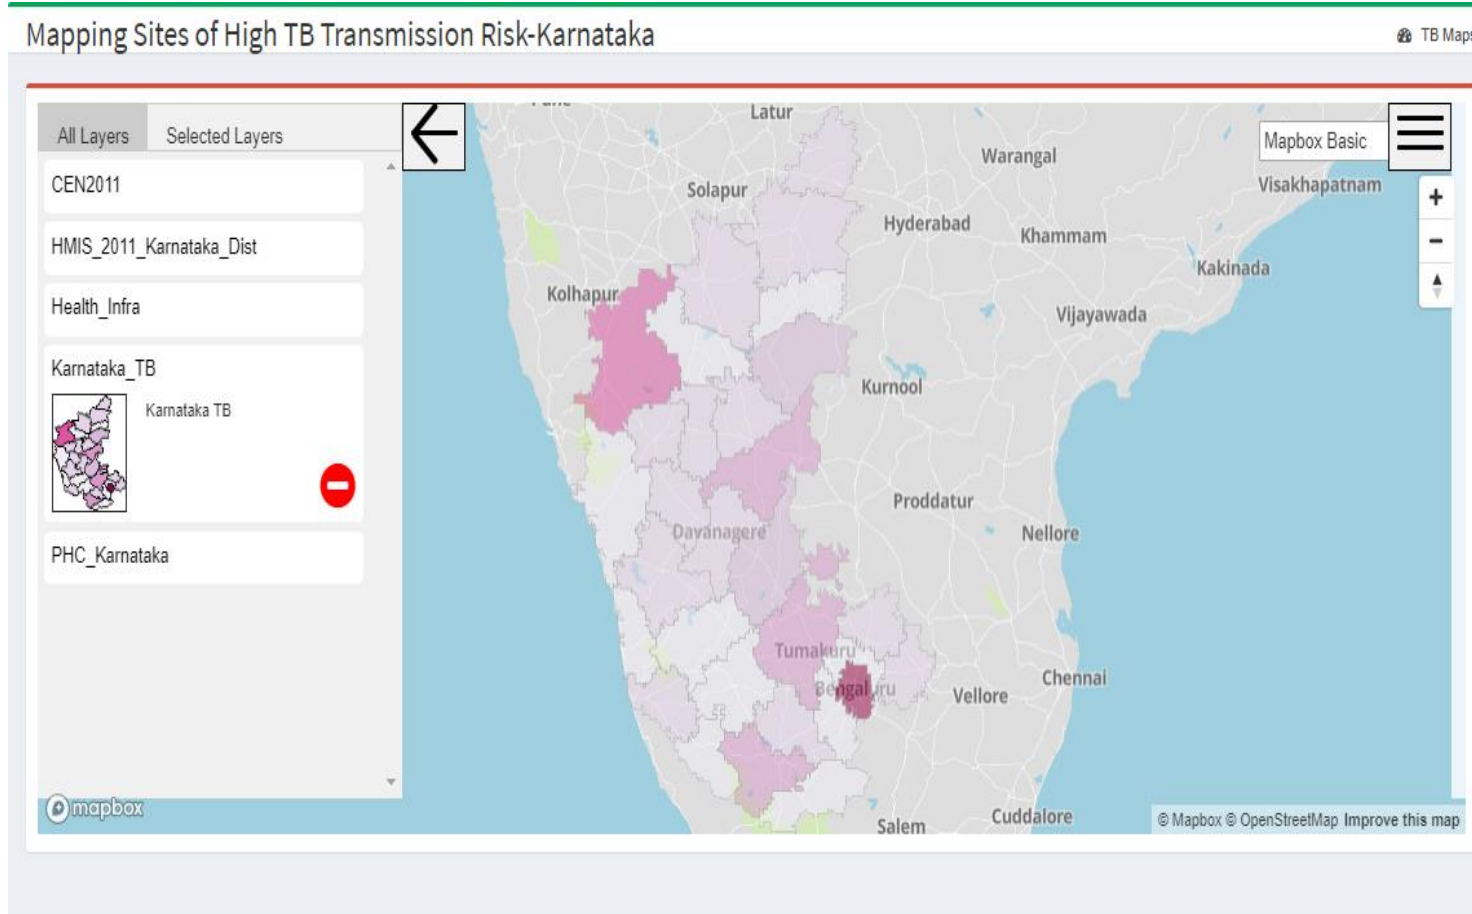 Mapping Sites of High TB Transmission Risk-Karnataka
TB Maps
All Layers
Selected Layers
CEN2011
HMIS_2011_Karnataka_Dist
Health_Infra
Karnataka_TB
Karnataka TB
PHC_Karnataka
Latur
Mapbox Basic
Warangal
Visakhapatnam
Solapur
Hyderabad
Khammam
Kakinada
Kolhapur
Vijayawada
Kurnool
Proddatur
Davanagere
Nellore
Tumakuru
Chennai
Bengaluru
Vellore
mapbox
Salem
Cuddalore
© Mapbox © OpenStreetMap Improve this map